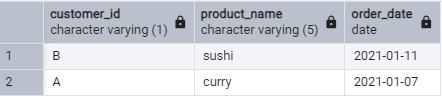 customer_id product_name order_date
character varying (1) character varying (5) date
1 B sushi 2021-01-11
2 A curry 2021-01-07